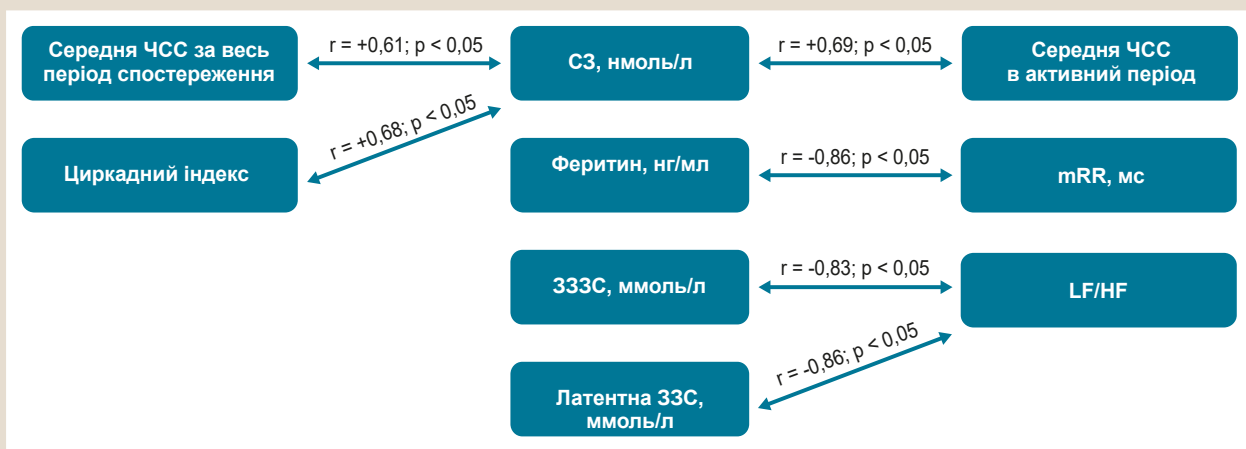 Середня ЧСС за весь
період спостереження
r = +0,61; p < 0,05
СЗ, нмоль/л
r = +0,69; p < 0,05
Середня ЧСС
в активний період
Циркадний індекс
r = +0,68; p < 0,05
Феритин, нг/мл
r = -0,86; p < 0,05
mRR, мс
ЗЗЗС, ммоль/л
r = -0,83; p < 0,05
LF/HF
Латентна ЗЗС,
ммоль/л
r = -0,86; p < 0,05